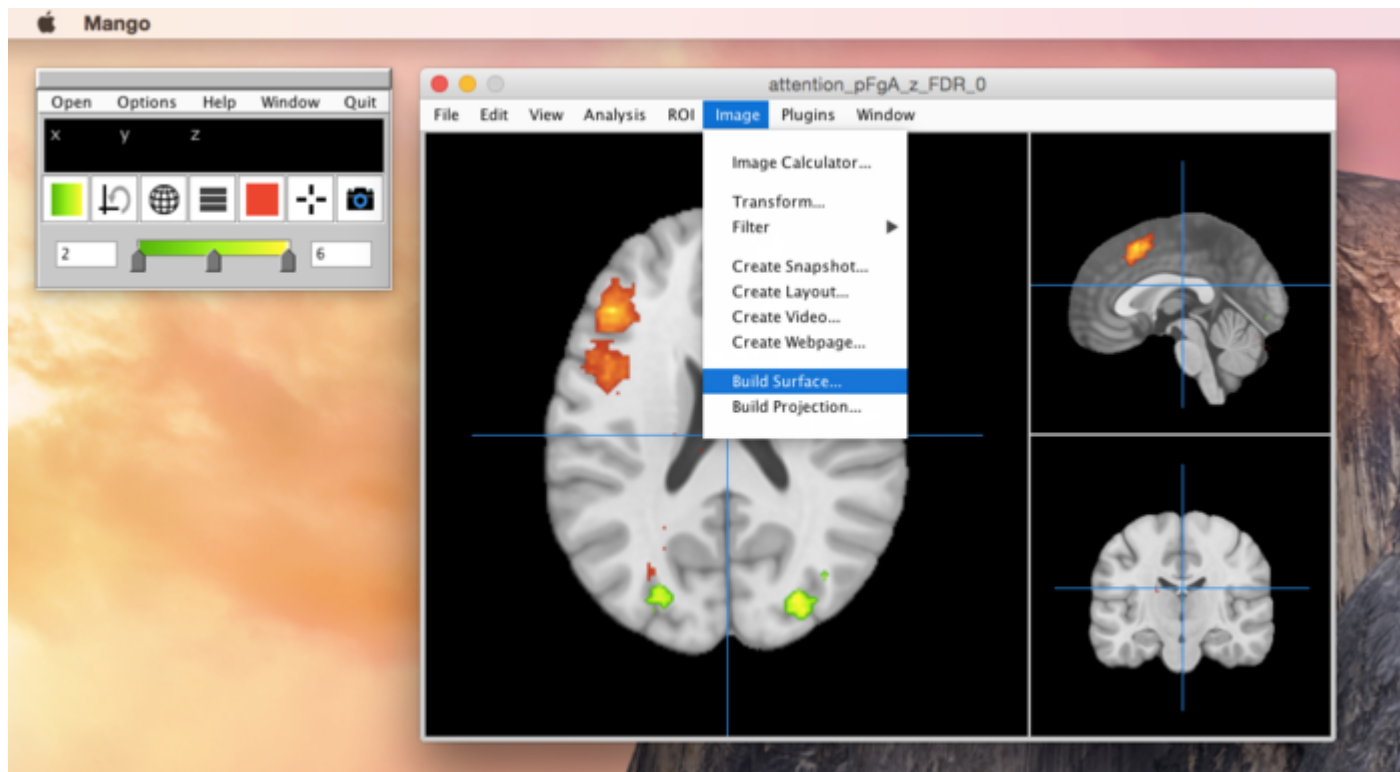 Mango
Open Options Help Window Quit
x y z
2 6
attention_pFgA_z_FDR_0
File Edit View Analysis ROI Image Plugins Window
Image Calculator...
Transform...
Filter
Create Snapshot...
Create Layout...
Create Video...
Create Webpage...
Build Surface...
Build Projection...